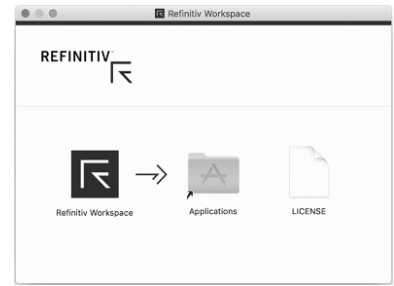 Refinitiv Workspace
REFINITIV
Refinitiv Workspace
Applications
LICENSE